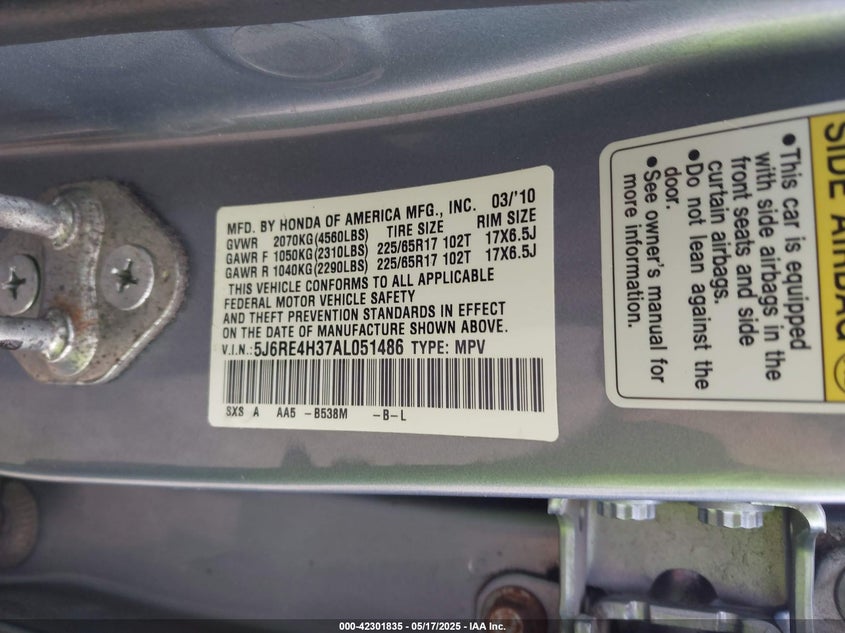 MFD. BY HONDA OF AMERICA MFG., INC. 03/'10
GVWR 2070KG(4560LBS) TIRE SIZE RIM SIZE
GAWR F 1050KG(2310LBS) 225/65R17 102T 17X6.5J
GAWR R 1040KG(2290LBS) 225/65R17 102T 17X6.5J
THIS VEHICLE CONFORMS TO ALL APPLICABLE
FEDERAL MOTOR VEHICLE SAFETY
AND THEFT PREVENTION STANDARDS IN EFFECT
ON THE DATE OF MANUFACTURE SHOWN ABOVE.
V.I.N.: 5J6RE4H37AL051486 TYPE: MPV
SXS A AA5 -B538M -B-L
SIDE AIRBAG
•This car is equipped
with side airbags in the
front seats and side
curtain airbags.
•Do not lean against the
door.
•See owner's manual for
more information.
000-42301835 - 05/17/2025 - IAA Inc.